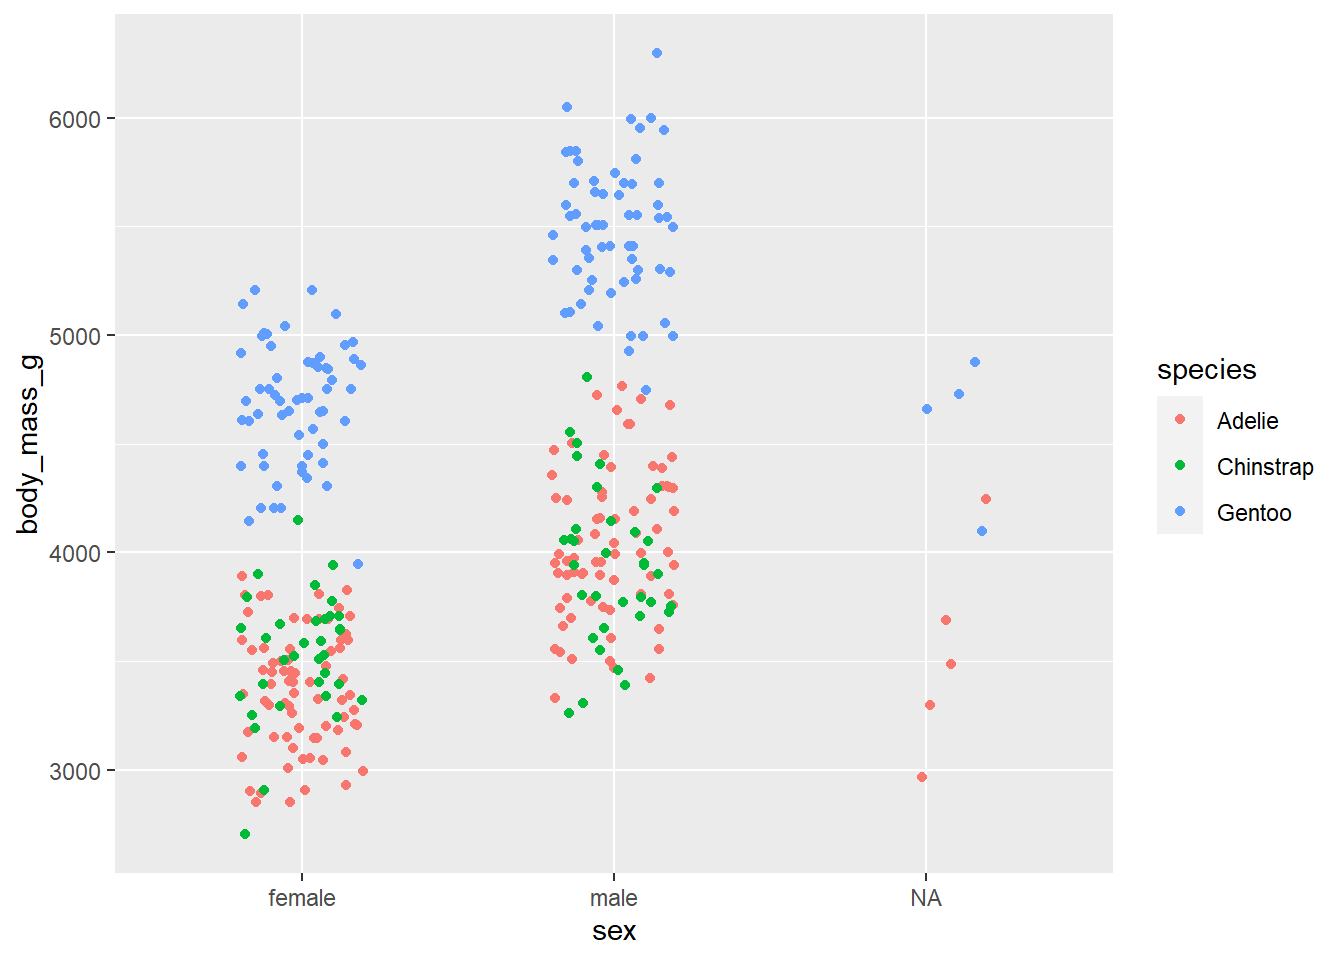 6000
5000
4000
3000
body_mass_g
female
male
NA
sex
species
Adelie
Chinstrap
Gentoo